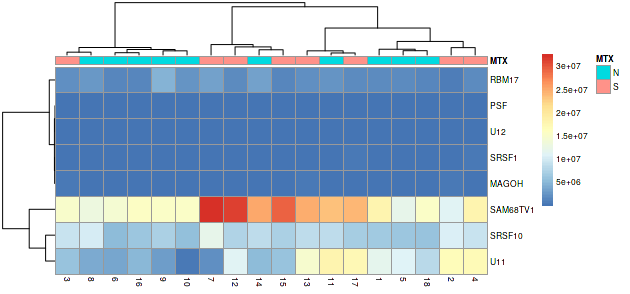 MTX
RBM17
PSF
U12
SRSF1
MAGOH
SAM68TV1
SRSF10
U11
3 8 6 16 9 10 7 12 14 15 13 11 17 1 5 18 2 4
3e+07
2.5e+07
2e+07
1.5e+07
1e+07
5e+06
MTX
N
S